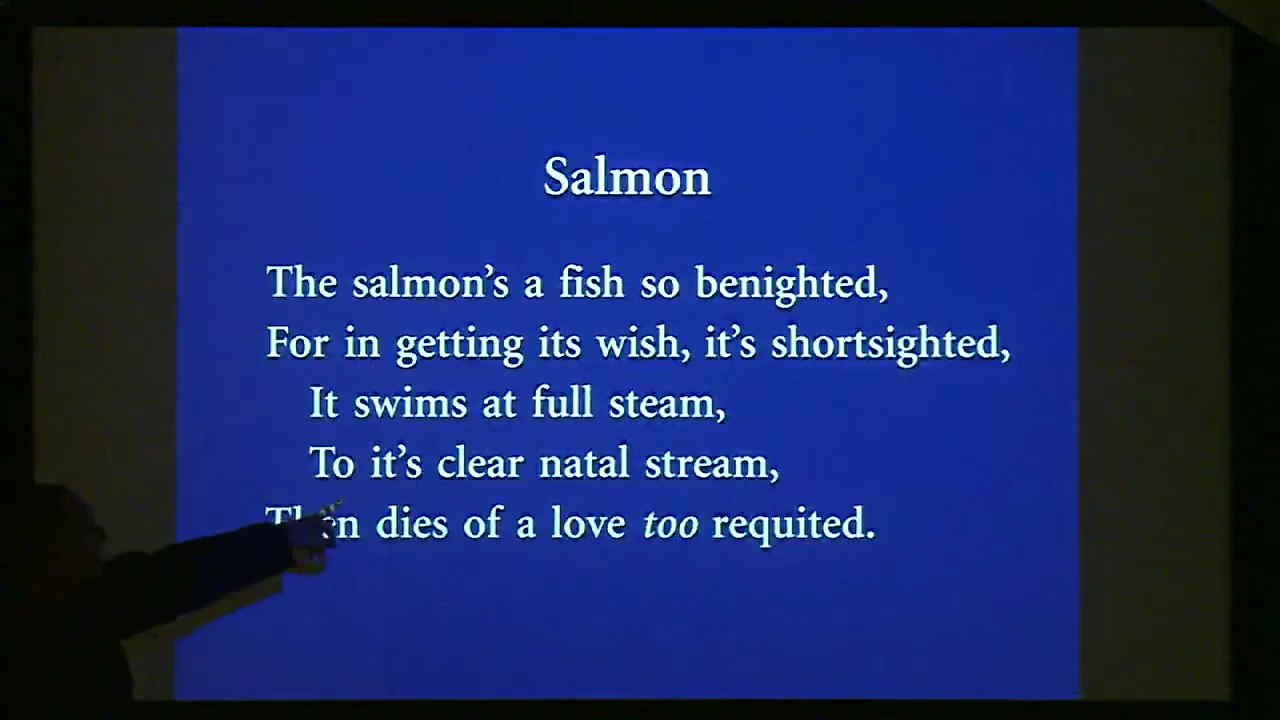 Salmon
The salmon’s a fish so benighted,
For in getting its wish, it’s shortsighted,
It swims at full steam,
To it’s clear natal stream,
Then dies of a love too requited.